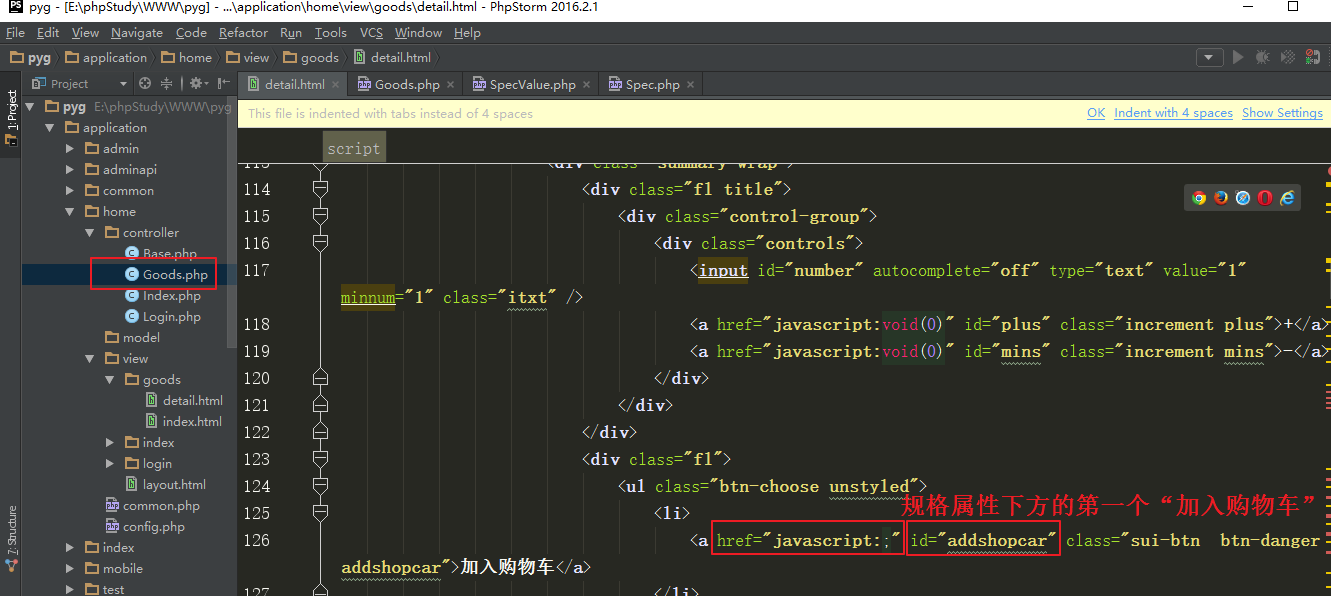 PS pyg - [E:\phpStudy\WWW\pyg] - ...\application\home\view\goods\detail.html - PhpStorm 2016.2.1
File Edit View Navigate Code Refactor Run Tools VCS Window Help
pyg application home view goods detail.html
Project
detail.html × Goods.php × SpecValue.php × Spec.php ×
1: Project
7: Structure
pyg E:\phpStudy\WWW\pyg
application
admin
adminapi
common
home
controller
Base.php
Goods.php
Index.php
Login.php
model
view
goods
detail.html
index.html
index
login
layout.html
common.php
config.php
index
mobile
test
This file is indented with tabs instead of 4 spaces OK Indent with 4 spaces Show Settings
script
113 <div class="summary-wrap">
114 <div class="fl title">
115 <div class="control-group">
116 <div class="controls">
117 <input id="number" autocomplete="off" type="text" value="1"
minnum="1" class="itxt" />
118 <a href="javascript:void(0)" id="plus" class="increment plus">+</a>
119 <a href="javascript:void(0)" id="mins" class="increment mins">-</a>
120 </div>
121 </div>
122 </div>
123 <div class="fl">
124 <ul class="btn-choose unstyled">
规格属性下方的第一个“加入购物车”
125 <li>
126 <a href="javascript:;" id="addshopcar" class="sui-btn  btn-danger
addshopcar">加入购物车</a>
127 </li>